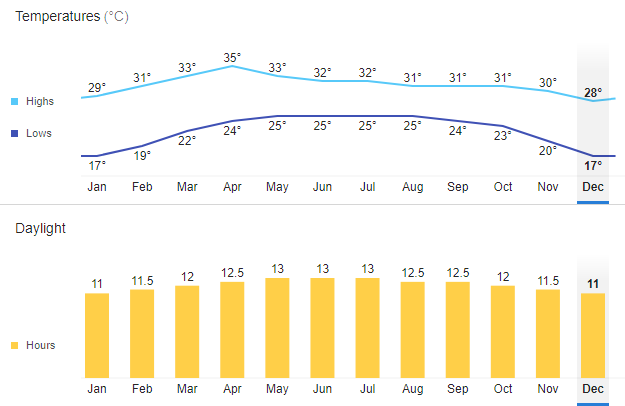 Temperatures (°C)
35°
33° 33°
31° 32° 32° 31° 31° 31° 30°
29° 28°
Highs
Lows
24° 25° 25° 25° 25° 24° 23°
22°
19° 20°
17° 17°
Jan Feb Mar Apr May Jun Jul Aug Sep Oct Nov Dec
Daylight
11 11.5 12 12.5 13 13 13 12.5 12.5 12 11.5 11
Hours
Jan Feb Mar Apr May Jun Jul Aug Sep Oct Nov Dec